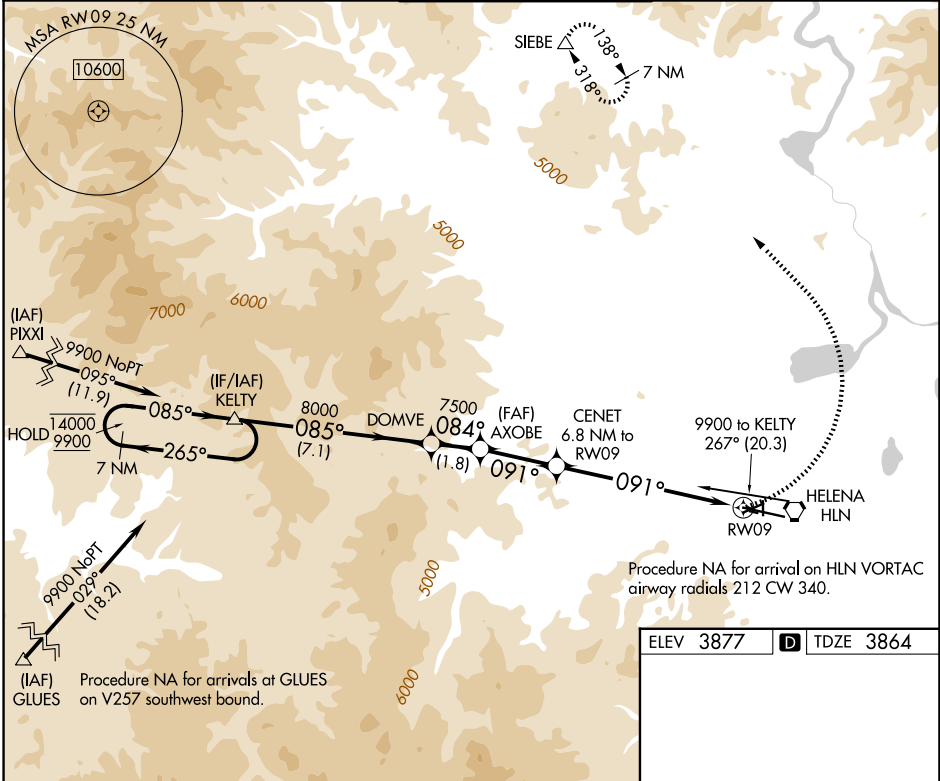 MSA RW09 25 NM
10600
SIEBE
138°
318°
7 NM
5000
5000
7000
6000
(IAF)
PIXXI
9900 NoPT
095°
(11.9)
(IF/IAF)
KELTY
085°
HOLD
14000
9900
265°
7 NM
8000
085°
(7.1)
DOMVE
7500
084°
(1.8)
(FAF)
AXOBE
091°
CENET
6.8 NM to
RW09
091°
9900 to KELTY
267° (20.3)
HELENA
HLN
RW09
Procedure NA for arrival on HLN VORTAC
airway radials 212 CW 340.
9900 NoPT
029°
(18.2)
5000
6000
(IAF)
GLUES
Procedure NA for arrivals at GLUES
on V257 southwest bound.
ELEV 3877 D TDZE 3864